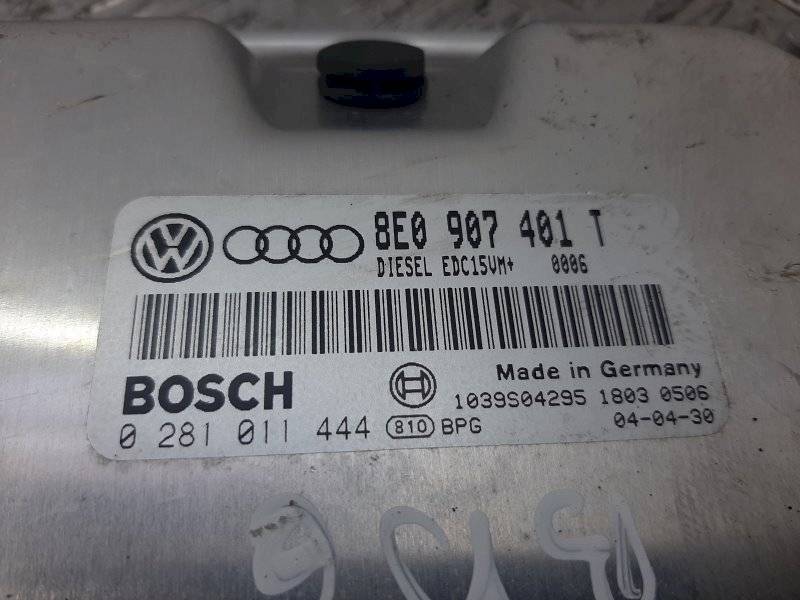 8E0 907 401 T
DIESEL EDC15VM+ 0006
BOSCH
Made in Germany
1039S04295 1803 0506
0 281 011 444 810 BPG
04-04-30